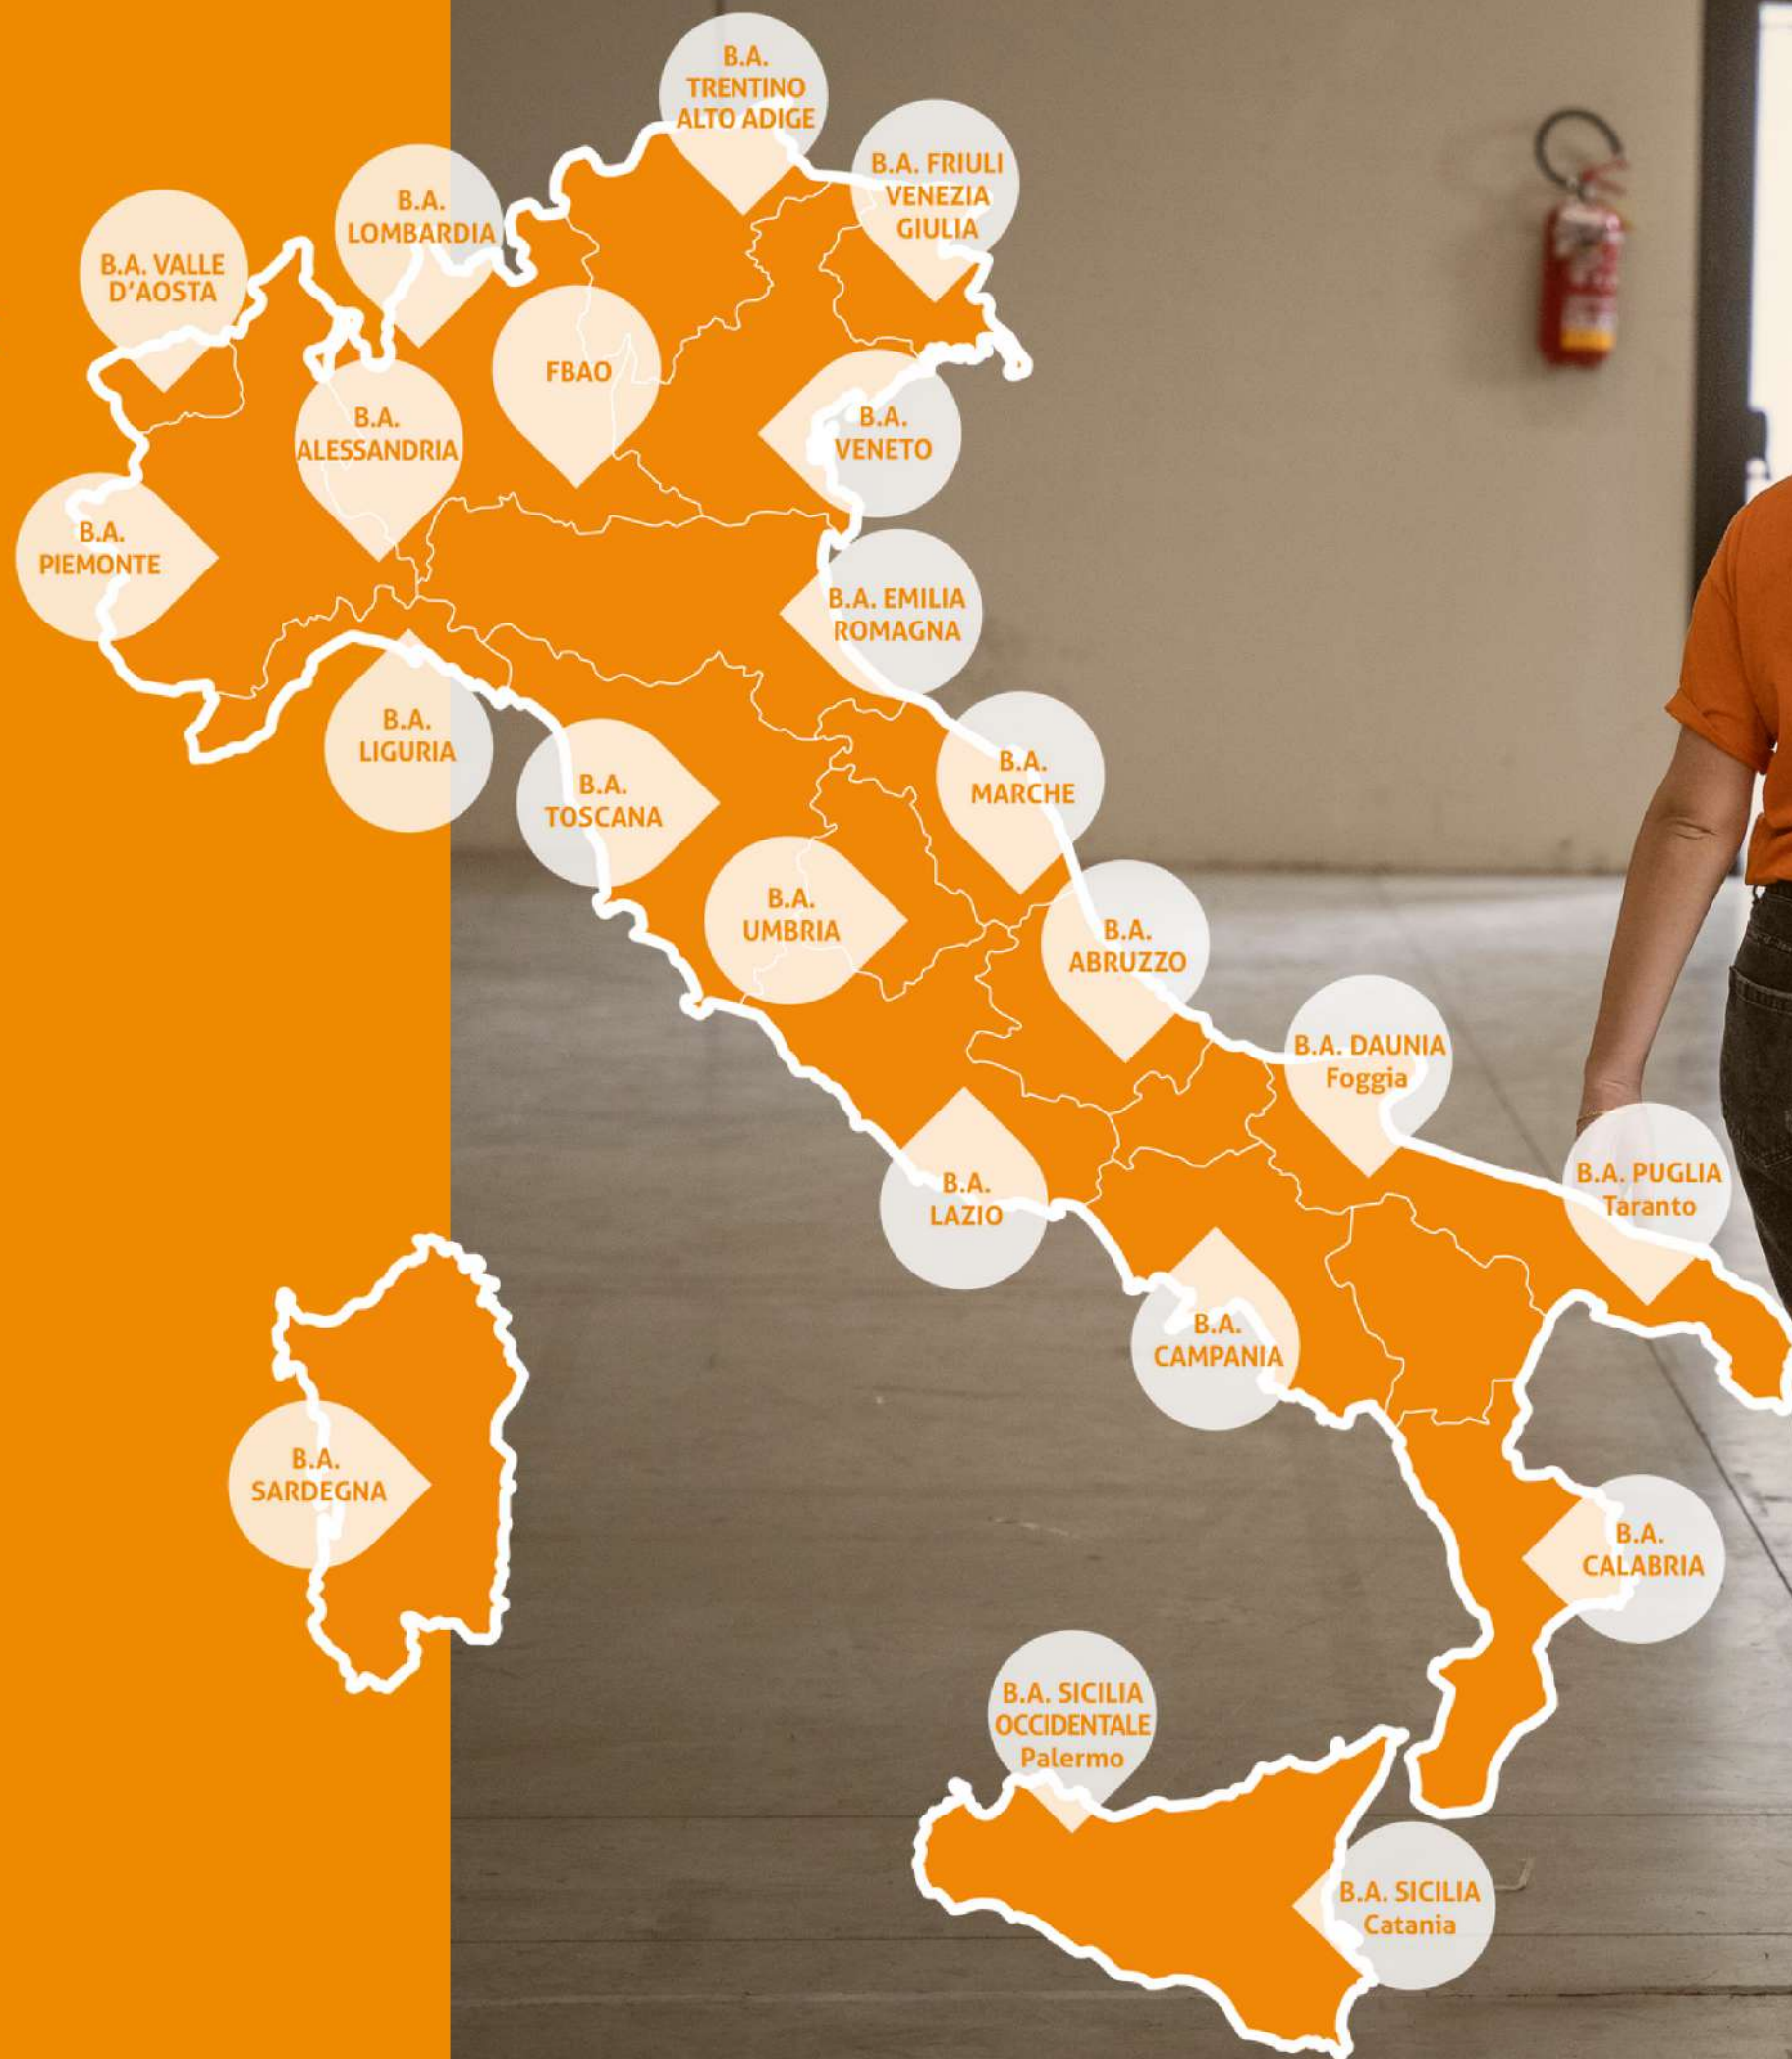 B.A.
TRENTINO
ALTO ADIGE
B.A. FRIULI
VENEZIA
GIULIA
B.A.
LOMBARDIA
B.A. VALLE
D'AOSTA
FBAO
B.A.
ALESSANDRIA
B.A.
VENETO
B.A.
PIEMONTE
B.A. EMILIA
ROMAGNA
B.A.
LIGURIA
B.A.
TOSCANA
B.A.
MARCHE
B.A.
UMBRIA
B.A.
ABRUZZO
B.A. DAUNIA
Foggia
B.A. PUGLIA
Taranto
B.A.
LAZIO
B.A.
CAMPANIA
B.A.
SARDEGNA
B.A.
CALABRIA
B.A. SICILIA
OCCIDENTALE
Palermo
B.A. SICILIA
Catania